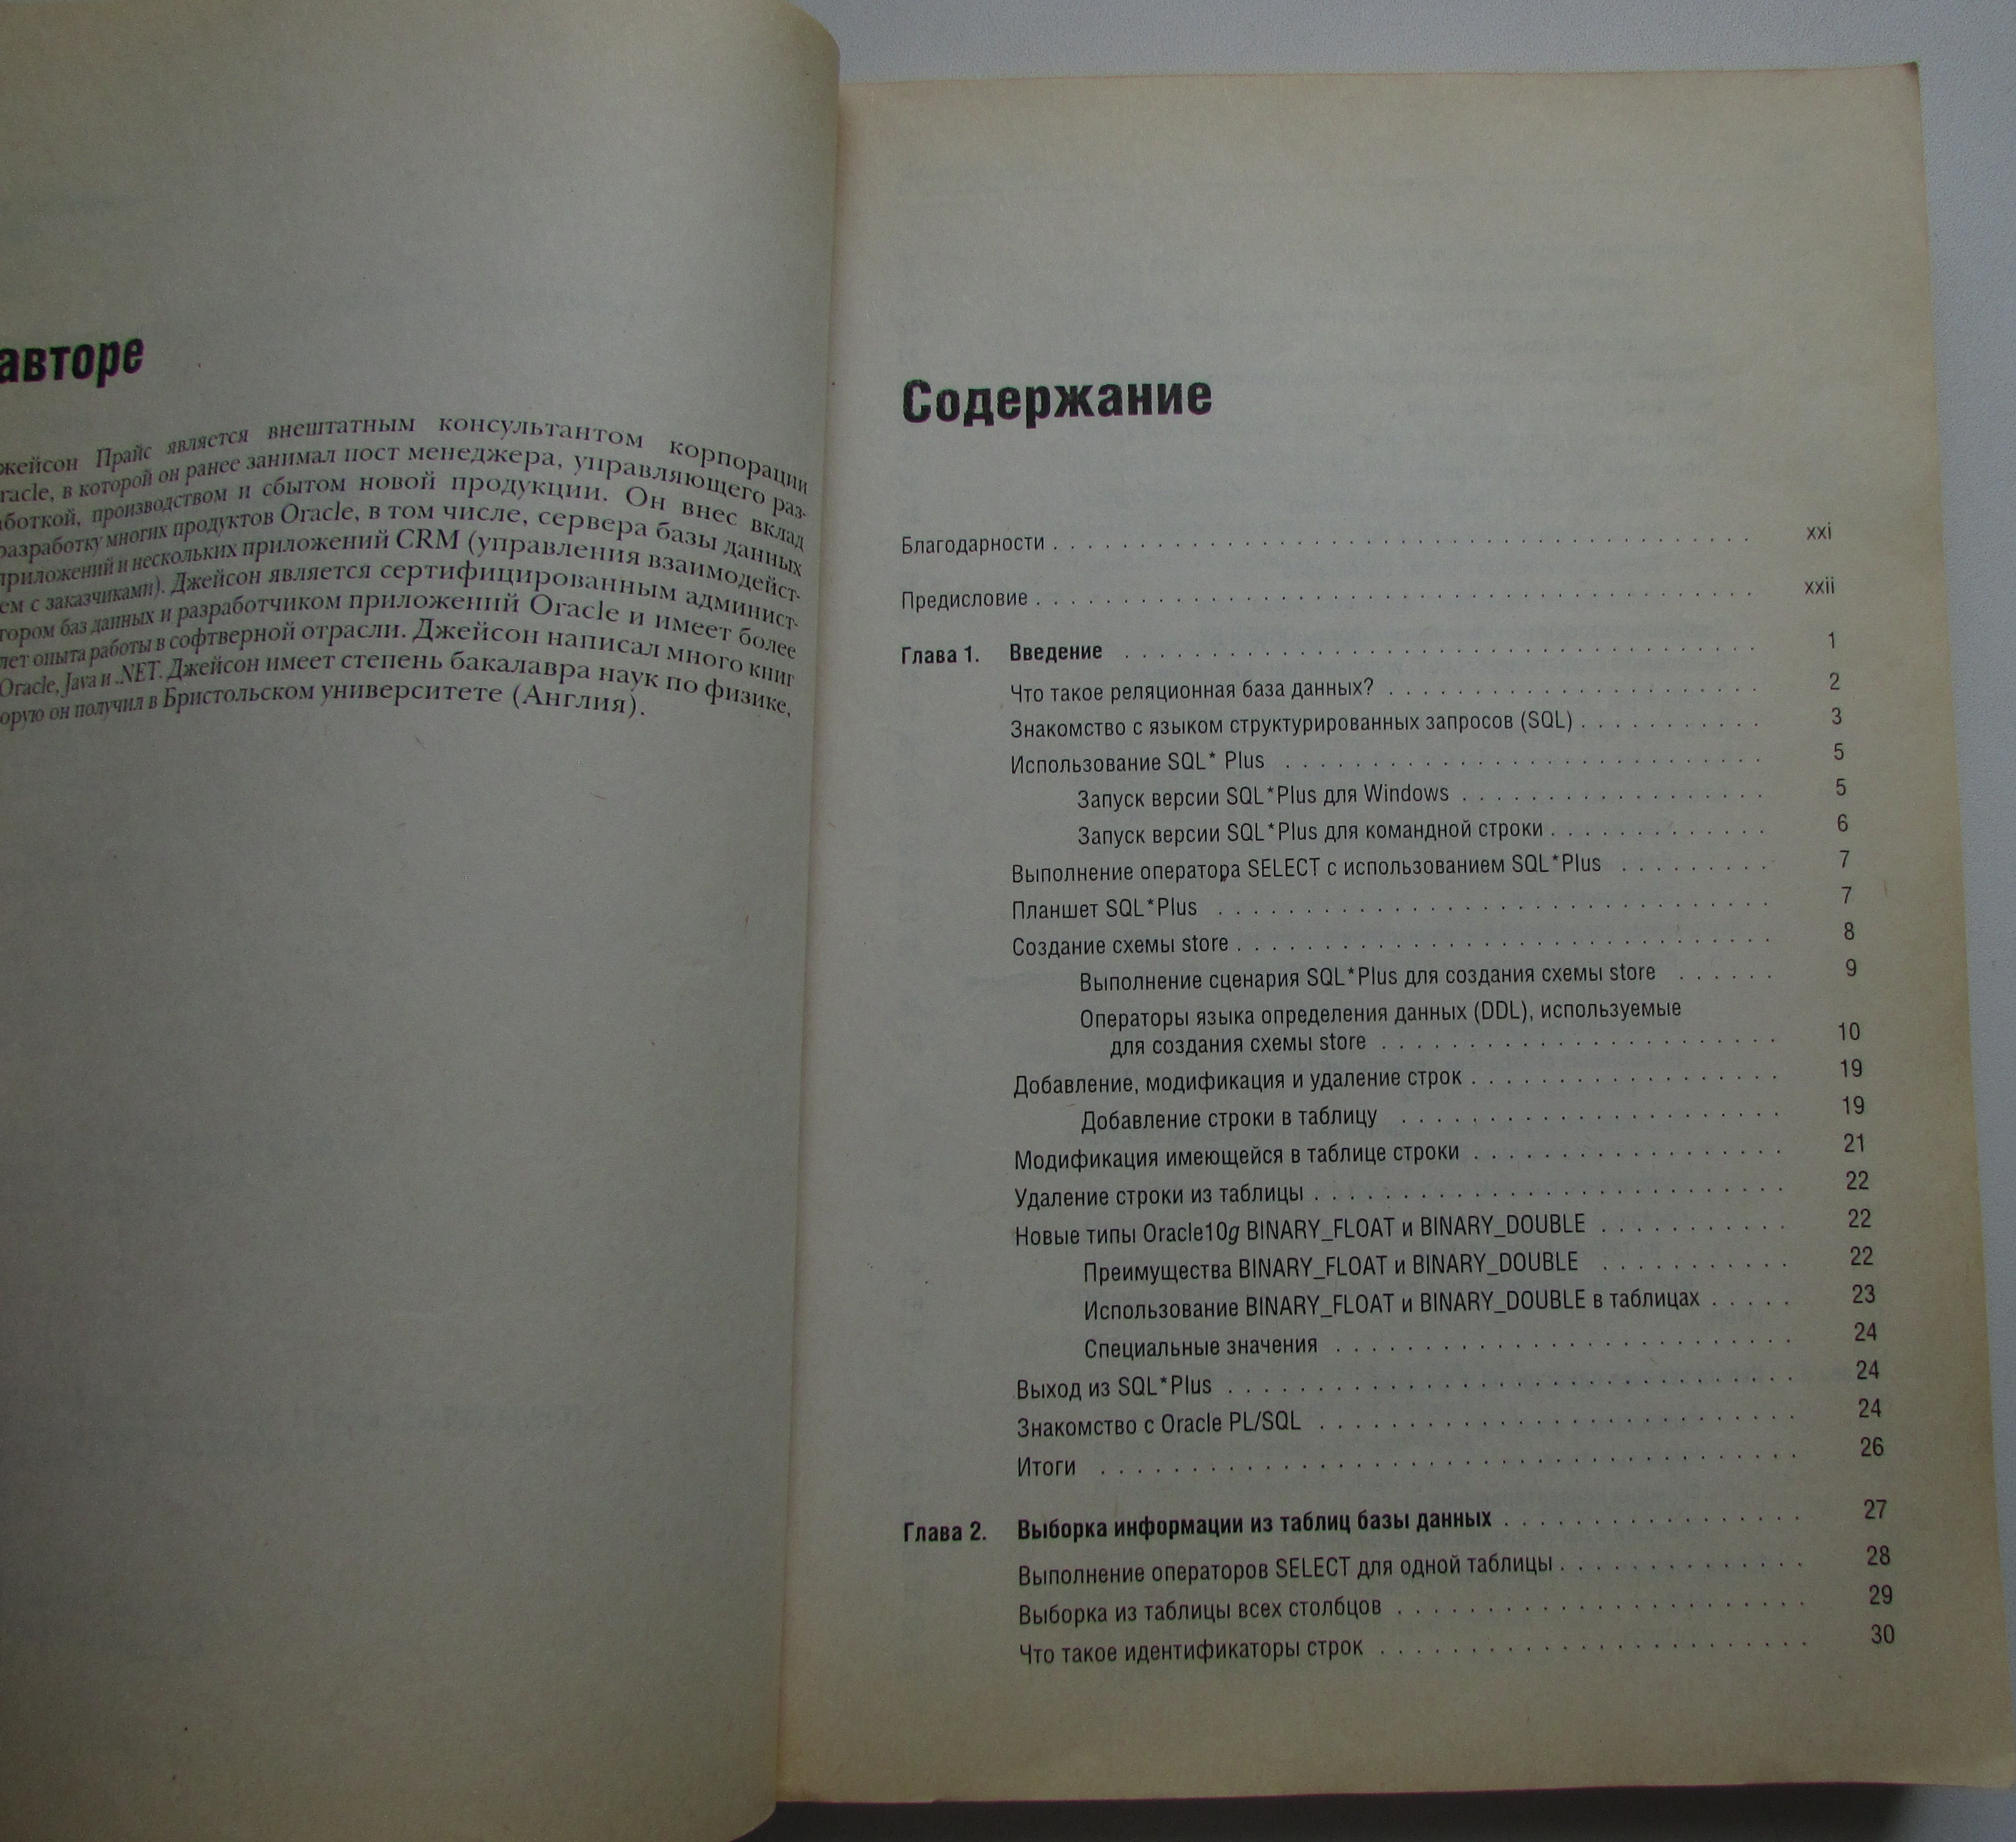 авторе
Прайс является внештатным консультантом корпорации
в которой он ранее занимал пост менеджера, управляющего раз-
производством и сбытом новой продукции. Он внес вклад
разработку многих продуктов Oracle, в том числе, сервера базы данных
приложений и нескольких приложений CRM (управления взаимодейст-
с заказчиками). Джейсон является сертифицированным админист-
баз данных и разработчиком приложений Oracle и имеет более
лет опыта работы в софтверной отрасли. Джейсон написал много книг
Oracle, Java и .NET. Джейсон имеет степень бакалавра наук по физике,
он получил в Бристольском университете (Англия).
Содержание
Благодарности . . . . . . . . . . xxi
Предисловие . . . . . . . . . . xxii
Глава 1. Введение . . . . . . . . . . 1
Что такое реляционная база данных? . . . . . . . . . . 2
Знакомство с языком структурированных запросов (SQL) . . . . . . . . . . 3
Использование SQL* Plus . . . . . . . . . . 5
Запуск версии SQL*Plus для Windows . . . . . . . . . . 5
Запуск версии SQL*Plus для командной строки . . . . . . . . . . 6
Выполнение оператора SELECT с использованием SQL*Plus . . . . . . . . . 7
Планшет SQL*Plus . . . . . . . . . . 7
Создание схемы store . . . . . . . . . . 8
Выполнение сценария SQL*Plus для создания схемы store . . . . . . 9
Операторы языка определения данных (DDL), используемые
для создания схемы store . . . . . . . . . . 10
Добавление, модификация и удаление строк . . . . . . . . . . 19
Добавление строки в таблицу . . . . . . . . . . 19
Модификация имеющейся в таблице строки . . . . . . . . . . 21
Удаление строки из таблицы . . . . . . . . . . 22
Новые типы Oracle10g BINARY_FLOAT и BINARY_DOUBLE . . . . . . . . . . 22
Преимущества BINARY_FLOAT и BINARY_DOUBLE . . . . . . . . . . 22
Использование BINARY_FLOAT и BINARY_DOUBLE в таблицах . . . . . 23
Специальные значения . . . . . . . . . . 24
Выход из SQL*Plus . . . . . . . . . . 24
Знакомство с Oracle PL/SQL . . . . . . . . . . 24
Итоги . . . . . . . . . . 26
Глава 2. Выборка информации из таблиц базы данных . . . . . . . . . . 27
Выполнение операторов SELECT для одной таблицы . . . . . . . . . . 28
Выборка из таблицы всех столбцов . . . . . . . . . . 29
Что такое идентификаторы строк . . . . . . . . . . 30